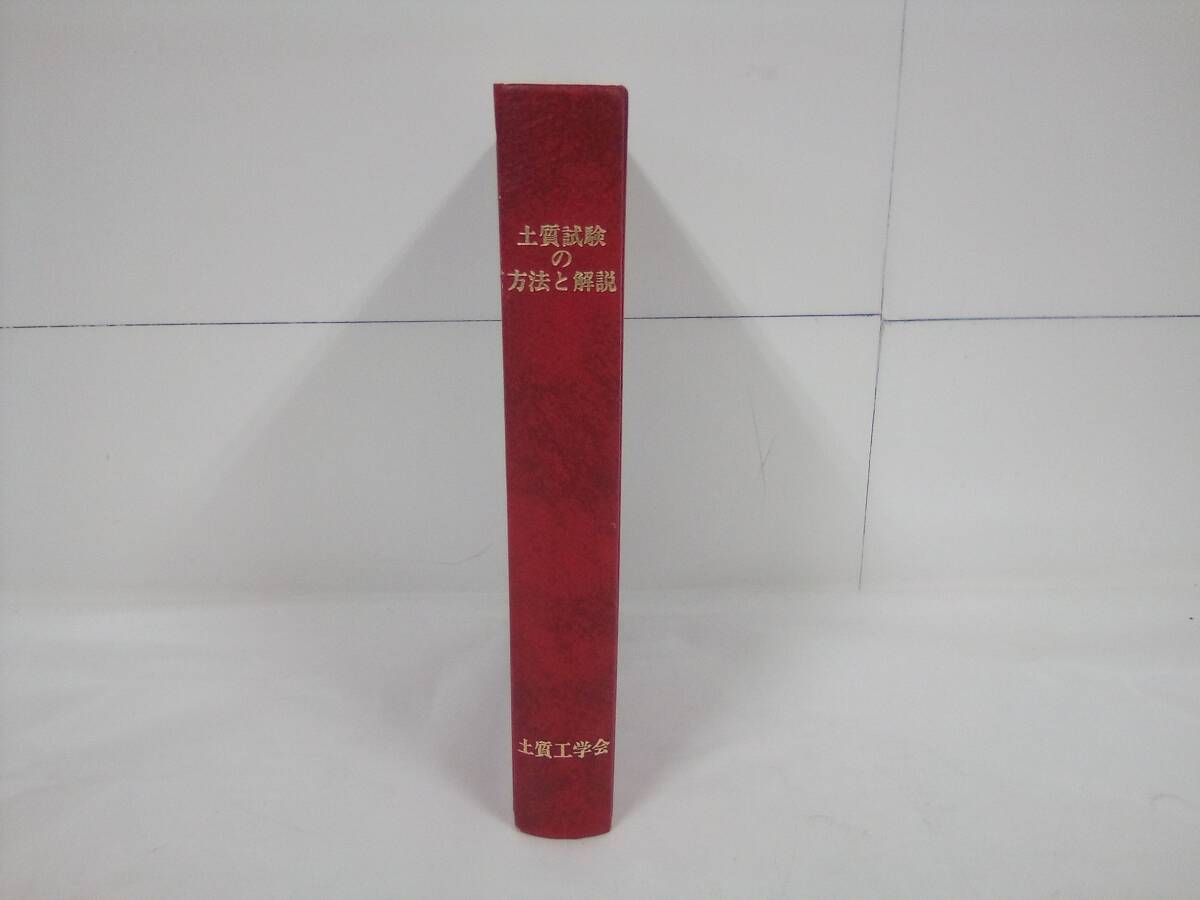 土質試験
の
方法と解説
土質工学会